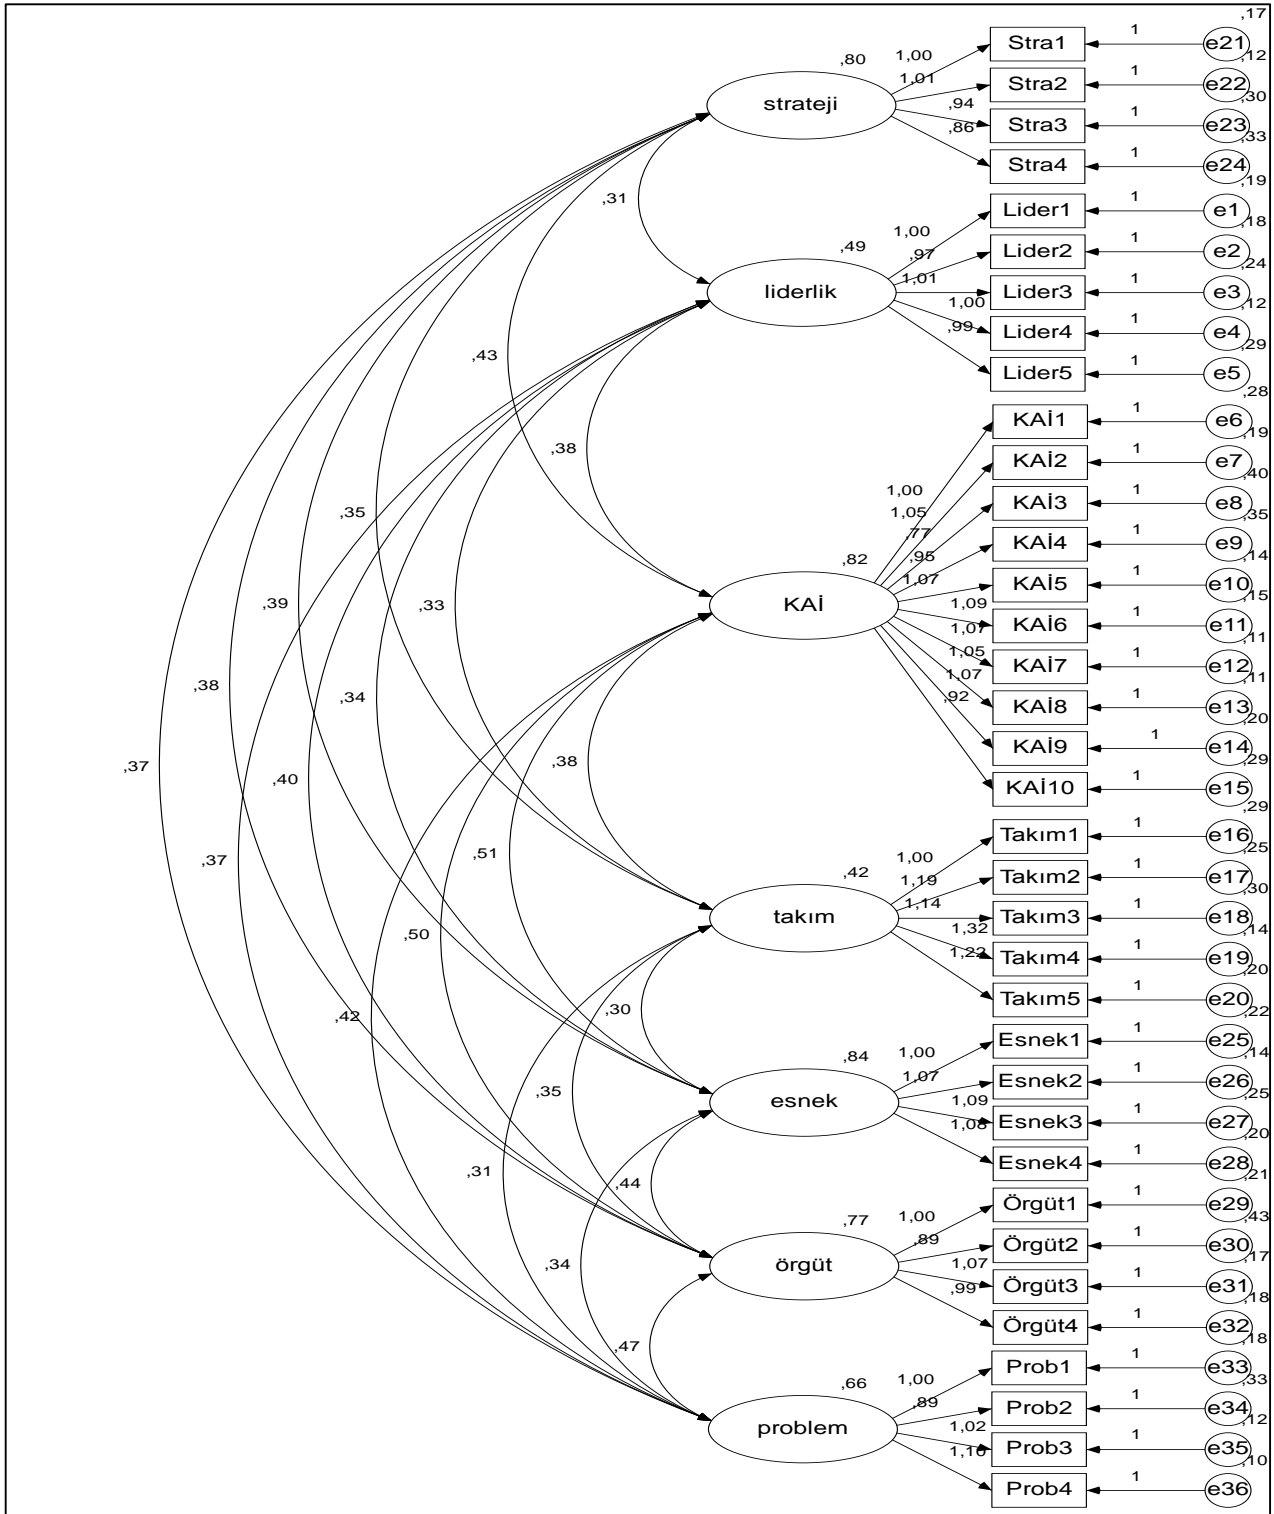 ,17
Stra1 1 e21
,80 1,00 ,12
1,01 Stra2 1 e22
strateji ,94 ,30
Stra3 1 e23
,86 ,33
Stra4 1 e24
,19
,31 Lider1 1 e1
1,00 ,18
,49 ,97 Lider2 1 e2
,24
liderlik 1,01 Lider3 1 e3
1,00 ,12
Lider4 1 e4
,99 ,29
,43 Lider5 1 e5
,28
KAİ1 1 e6
,19
,38 KAİ2 1 e7
1,00 ,40
1,05 KAİ3 1 e8
,35 ,77 ,35
,82 ,95 KAİ4 1 e9
1,07 ,14
KAİ5 1 e10
,39 ,33 KAİ 1,09 ,15
1,07 KAİ6 1 e11
1,05 ,11
,38 ,34 1,07 KAİ7 1 e12
,92 ,11
KAİ8 1 e13
,20
,37 ,40 ,38 KAİ9 1 e14
,29
KAİ10 1 e15
,29
Takım1 1 e16
,37 ,51 1,00 ,25
,42 1,19 Takım2 1 e17
1,14 ,30
takım Takım3 1 e18
,50 1,32 ,14
1,22 Takım4 1 e19
,20
Takım5 1 e20
,42 ,30 ,22
Esnek1 1 e25
,84 1,00 ,14
1,07 Esnek2 1 e26
,35 esnek 1,09 ,25
Esnek3 1 e27
1,08 ,20
Esnek4 1 e28
,31 ,44 ,21
Örgüt1 1 e29
,77 1,00 ,43
,89 Örgüt2 1 e30
,34 örgüt 1,07 ,17
Örgüt3 1 e31
,99 ,18
Örgüt4 1 e32
,47 ,18
Prob1 1 e33
,66 1,00 ,33
,89 Prob2 1 e34
problem 1,02 ,12
Prob3 1 e35
1,10 ,10
Prob4 1 e36